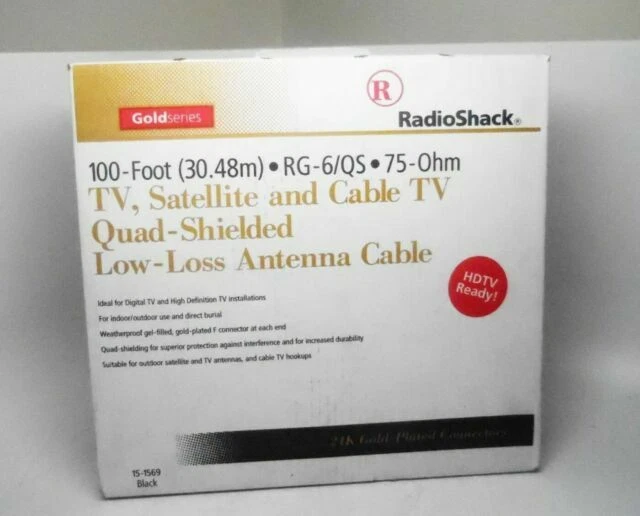 Goldseries
R
RadioShack®
100-Foot (30.48m) • RG-6/QS • 75-Ohm
TV, Satellite and Cable TV
Quad-Shielded
Low-Loss Antenna Cable
HDTV
Ready!
Ideal for Digital TV and High Definition TV installations
For indoor/outdoor use and direct burial
Weatherproof gel-filled, gold-plated F connector at each end
Quad-shielding for superior protection against interference and for increased durability
Suitable for outdoor satellite and TV antennas, and cable TV hookups
24K Gold-Plated Connectors
15-1569
Black